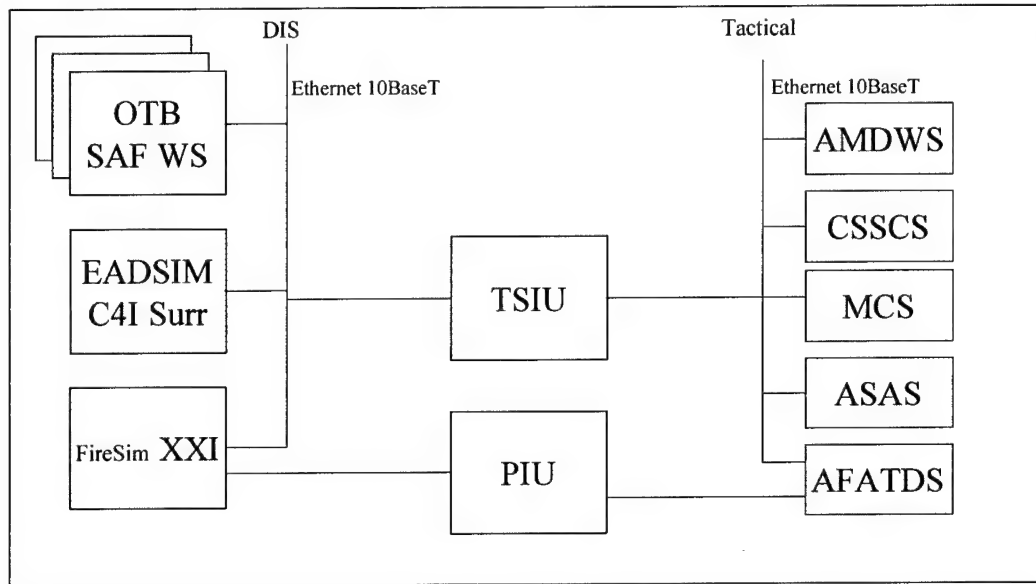 DIS
Tactical
Ethernet 10BaseT
Ethernet 10BaseT
OTB
SAF WS
AMDWS
CSSCS
EADSIM
C4I Surr
TSIU
MCS
ASAS
FireSim XXI
PIU
AFATDS